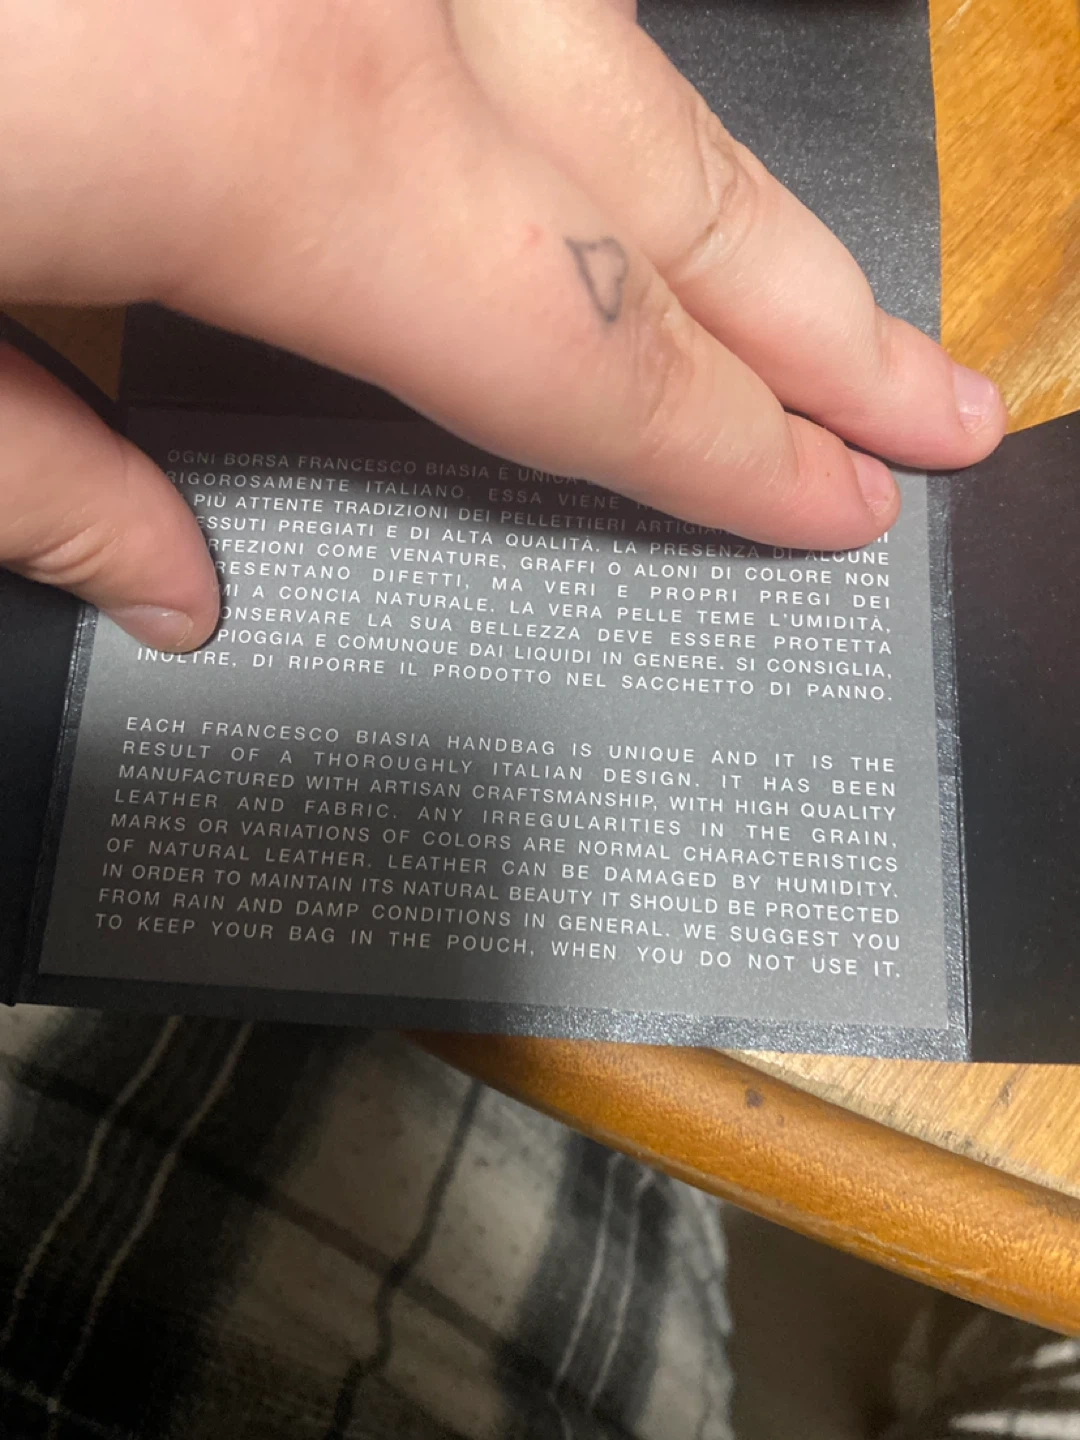 OGNI BORSA FRANCESCO BIASIA È UNICA
RIGOROSAMENTE ITALIANO. ESSA VIENE
PIÙ ATTENTE TRADIZIONI DEI PELLETTIERI
PREGIATI E DI ALTA QUALITÀ. LA PRESENZA DI ALCUNE
COME VENATURE, GRAFFI O ALONI DI COLORE NON
DIFETTI, MA VERI E PROPRI PREGI DEI
A CONCIA NATURALE. LA VERA PELLE TEME L'UMIDITÀ,
LA SUA BELLEZZA DEVE ESSERE PROTETTA
PIOGGIA E COMUNQUE DAI LIQUIDI IN GENERE. SI CONSIGLIA,
INOLTRE, DI RIPORRE IL PRODOTTO NEL SACCHETTO DI PANNO.
EACH FRANCESCO BIASIA HANDBAG IS UNIQUE AND IT IS THE
RESULT OF A THOROUGHLY ITALIAN DESIGN. IT HAS BEEN
MANUFACTURED WITH ARTISAN CRAFTSMANSHIP, WITH HIGH QUALITY
LEATHER AND FABRIC. ANY IRREGULARITIES IN THE GRAIN,
MARKS OR VARIATIONS OF COLORS ARE NORMAL CHARACTERISTICS
OF NATURAL LEATHER. LEATHER CAN BE DAMAGED BY HUMIDITY.
IN ORDER TO MAINTAIN ITS NATURAL BEAUTY IT SHOULD BE PROTECTED
FROM RAIN AND DAMP CONDITIONS IN GENERAL. WE SUGGEST YOU
TO KEEP YOUR BAG IN THE POUCH, WHEN YOU DO NOT USE IT.